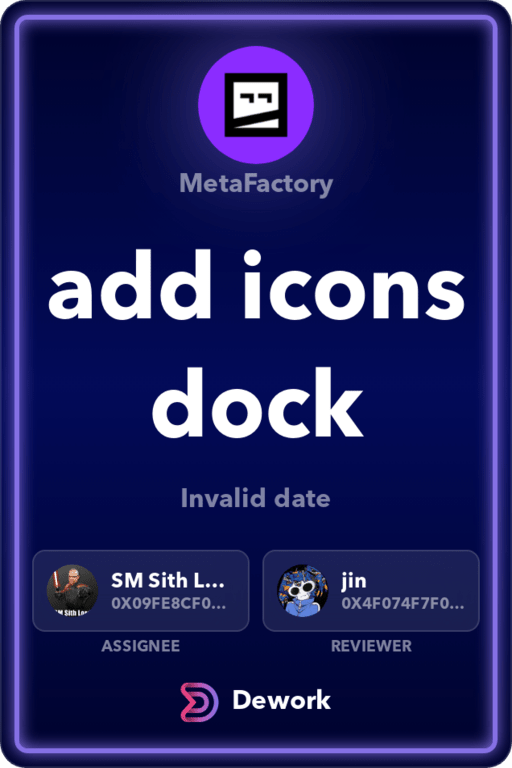 MetaFactory
add icons
dock
Invalid date
SM Sith L...
0X09FE8CF0...
jin
0X4F074F7F0...
ASSIGNEE
REVIEWER
Dework